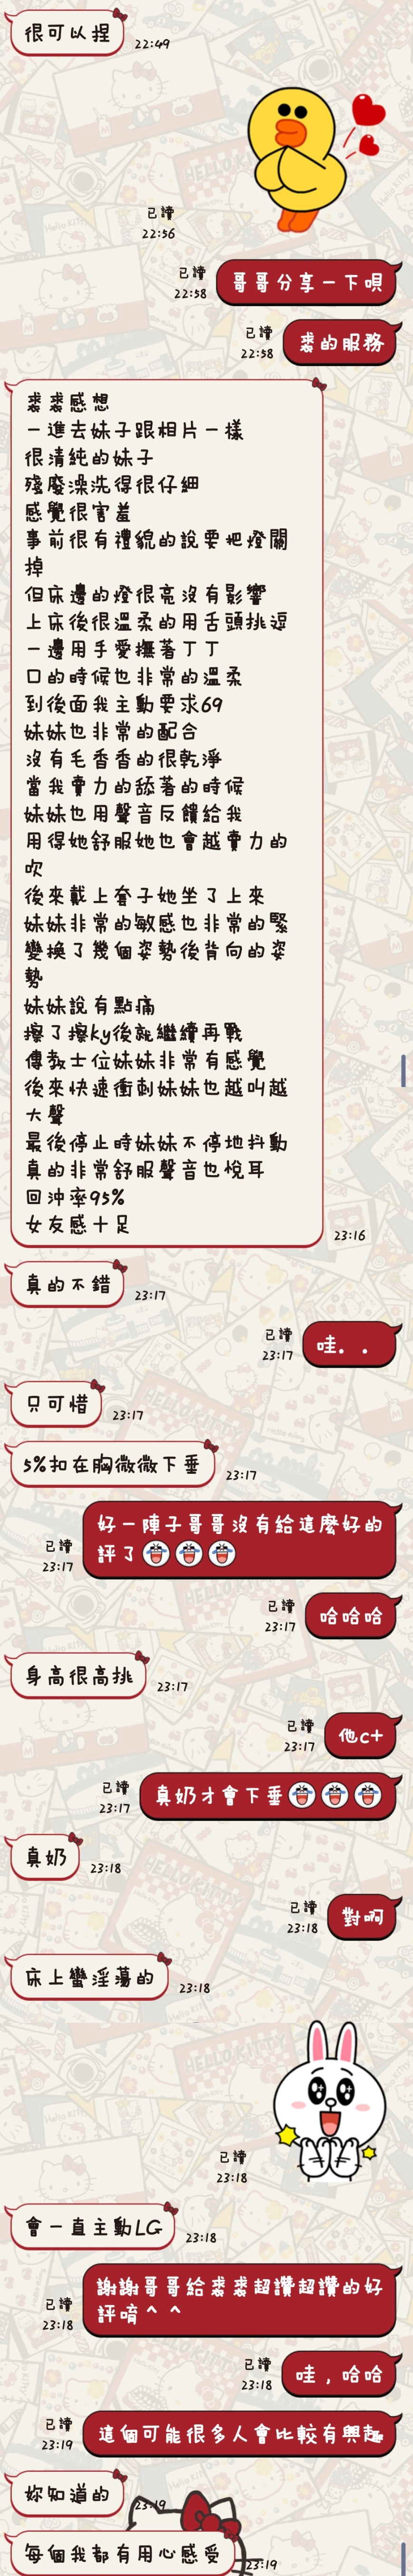 很可以捏
22:49
已讀
22:56
已讀
22:58
哥哥分享一下唄
已讀
22:58
裘的服務
裘裘感想
一進去妹子跟相片一樣
很清純的妹子
殘廢澡洗得很仔細
感覺很害羞
事前很有禮貌的說要把燈關
掉
但床邊的燈很亮沒有影響
上床後很溫柔的用舌頭挑逗
一邊用手愛撫著丁丁
口的時候也非常的溫柔
到後面我主動要求69
妹妹也非常的配合
沒有毛香香的很乾淨
當我賣力的舔著的時候
妹妹也用聲音反饋給我
用得她舒服她也會越賣力的
吹
後來戴上套子她坐了上來
妹妹非常的敏感也非常的緊
變換了幾個姿勢後背向的姿
勢
妹妹說有點痛
擦了擦ky後就繼續再戰
傳教士位妹妹非常有感覺
後來快速衝刺妹妹也越叫越
大聲
最後停止時妹妹不停地抖動
真的非常舒服聲音也悅耳
回沖率95%
女友感十足
23:16
真的不錯
23:17
已讀
23:17
哇..
只可惜
23:17
5%扣在胸微微下垂
23:17
已讀
23:17
好一陣子哥哥沒有給這麼好的
評了
已讀
23:17
哈哈哈
身高很高挑
23:17
已讀
23:17
他c+
已讀
23:17
真奶才會下垂
真奶
23:18
已讀
23:18
對啊
床上蠻淫蕩的
23:18
已讀
23:18
會一直主動LG
23:18
已讀
23:18
謝謝哥哥給裘裘超讚超讚的好
評唷^ ^
已讀
23:18
哇,哈哈
已讀
23:19
這個可能很多人會比較有興趣
妳知道的
23:19
每個我都有用心感受
23:19